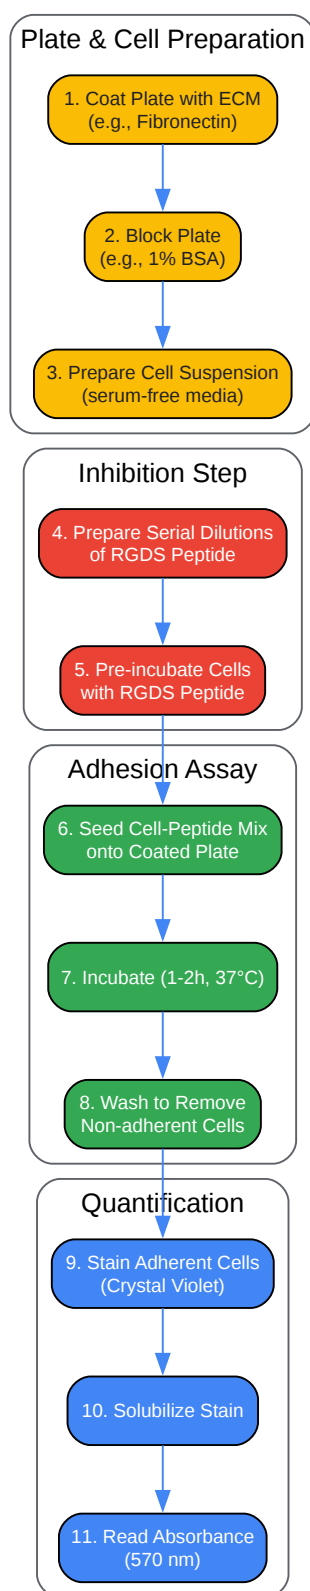 Plate & Cell Preparation
1. Coat Plate with ECM
(e.g., Fibronectin)
2. Block Plate
(e.g., 1% BSA)
3. Prepare Cell Suspension
(serum-free media)
Inhibition Step
4. Prepare Serial Dilutions
of RGDS Peptide
5. Pre-incubate Cells
with RGDS Peptide
Adhesion Assay
6. Seed Cell-Peptide Mix
onto Coated Plate
7. Incubate (1-2h, 37°C)
8. Wash to Remove
Non-adherent Cells
Quantification
9. Stain Adherent Cells
(Crystal Violet)
10. Solubilize Stain
11. Read Absorbance
(570 nm)